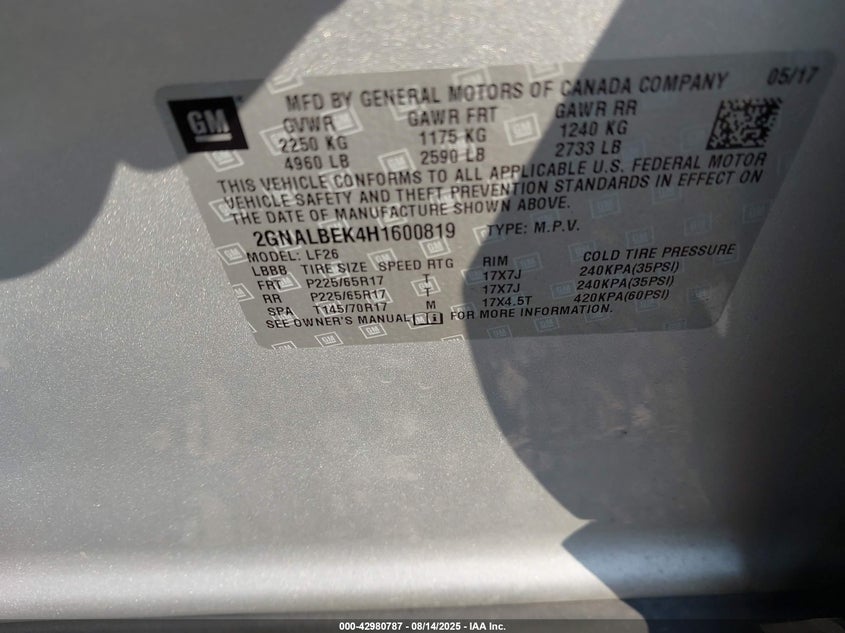 05/17
MFD BY GENERAL MOTORS OF CANADA COMPANY
GM
GVWR GAWR FRT GAWR RR
2250 KG 1175 KG 1240 KG
4960 LB 2590 LB 2733 LB
THIS VEHICLE CONFORMS TO ALL APPLICABLE U.S. FEDERAL MOTOR
VEHICLE SAFETY AND THEFT PREVENTION STANDARDS IN EFFECT ON
THE DATE OF MANUFACTURE SHOWN ABOVE.
2GNALBEK4H1600819 TYPE: M.P.V.
MODEL: LF26
LBBB TIRE SIZE SPEED RTG RIM COLD TIRE PRESSURE
FRT P225/65R17 T 17X7J 240KPA(35PSI)
RR P225/65R17 T 17X7J 240KPA(35PSI)
SPA T145/70R17 M 17X4.5T 420KPA(60PSI)
SEE OWNER'S MANUAL FOR MORE INFORMATION.
000-42980787 - 08/14/2025 - IAA Inc.